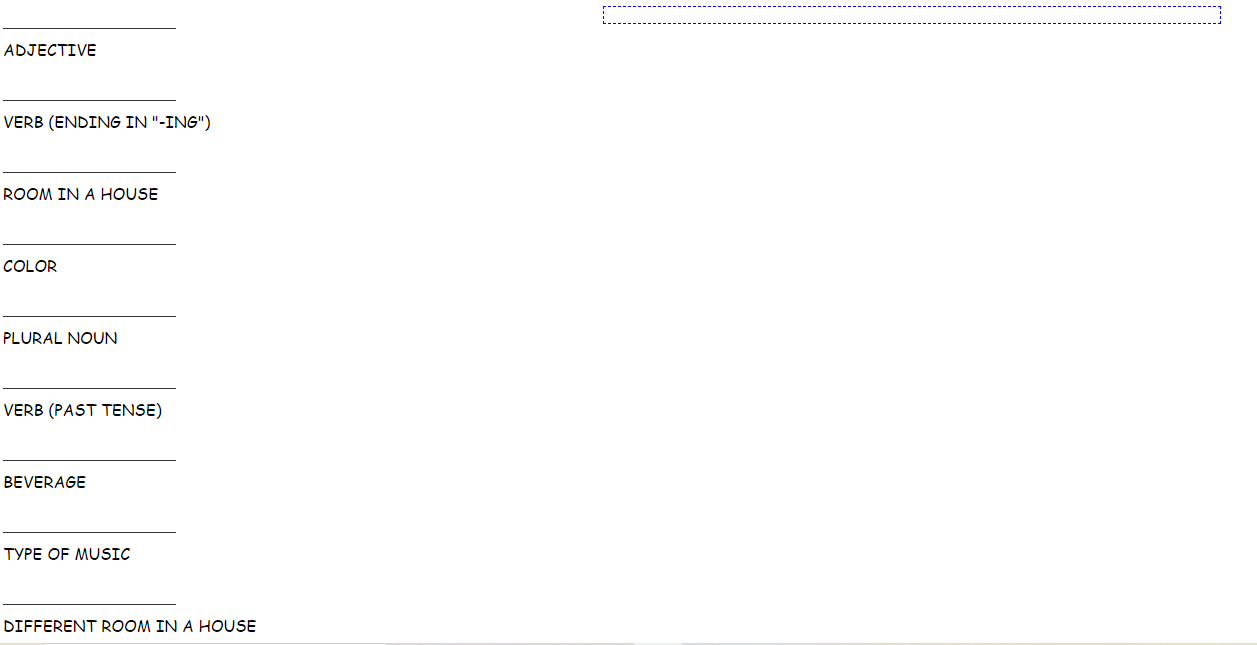 ADJECTIVE
VERB (ENDING IN "-ING")
ROOM IN A HOUSE
COLOR
PLURAL NOUN
VERB (PAST TENSE)
BEVERAGE
TYPE OF MUSIC
DIFFERENT ROOM IN A HOUSE